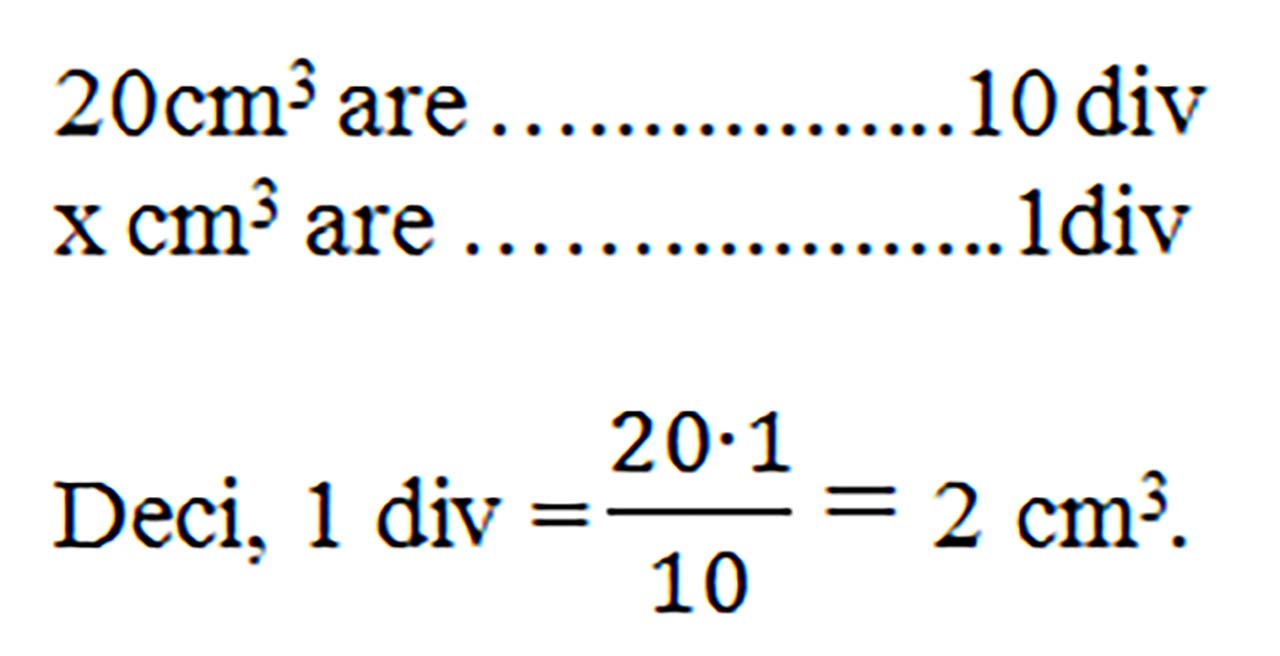 20cm³ are ...................10 div
x cm³ are ......................1div
Deci, 1 div = 20·1/10 = 2 cm³.